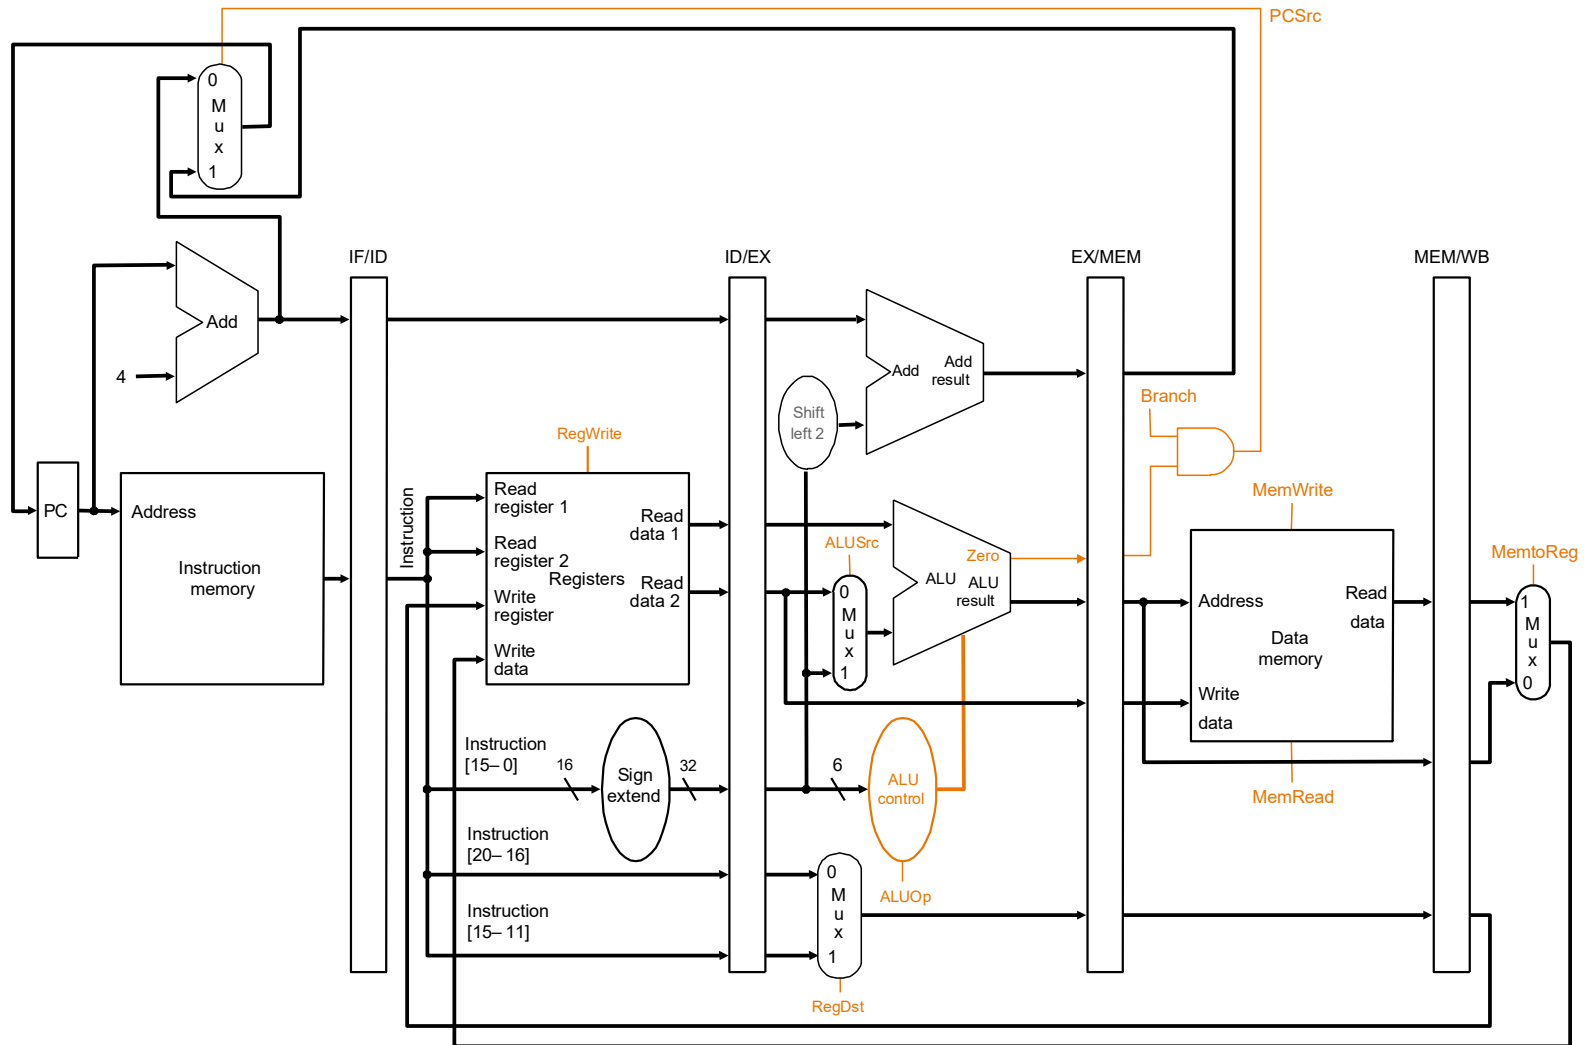 PCSrc
0
M
u
x
1
IF/ID
ID/EX
EX/MEM
MEM/WB
Add
4
Add
Add
result
Shift
left 2
Branch
RegWrite
PC
Address
Instruction
memory
Instruction
Read
register 1
Read
register 2
Registers
Write
register
Write
data
Read
data 1
Read
data 2
ALUSrc
0
M
u
x
1
Zero
ALU
ALU
result
MemWrite
Address
Read
data
Data
memory
Write
data
MemRead
MemtoReg
1
M
u
x
0
Instruction
[15– 0]
16
Sign
extend
32
6
ALU
control
ALUOp
Instruction
[20– 16]
Instruction
[15– 11]
0
M
u
x
1
RegDst